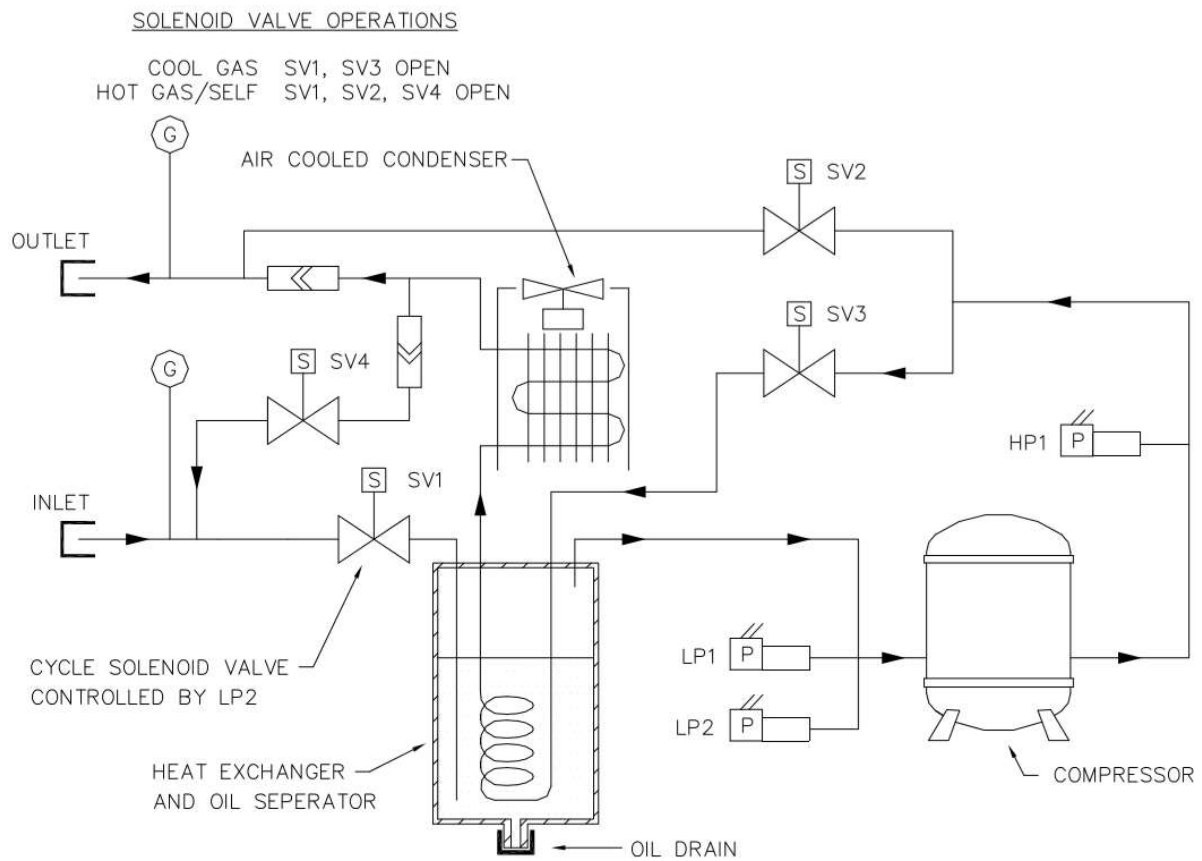 SOLENOID VALVE OPERATIONS
COOL GAS SV1, SV3 OPEN
HOT GAS/SELF SV1, SV2, SV4 OPEN
G
AIR COOLED CONDENSER
S SV2
OUTLET
S SV3
G
S SV4
HP1 P
S SV1
INLET
LP1 P
CYCLE SOLENOID VALVE
CONTROLLED BY LP2
LP2 P
HEAT EXCHANGER
AND OIL SEPERATOR
COMPRESSOR
OIL DRAIN